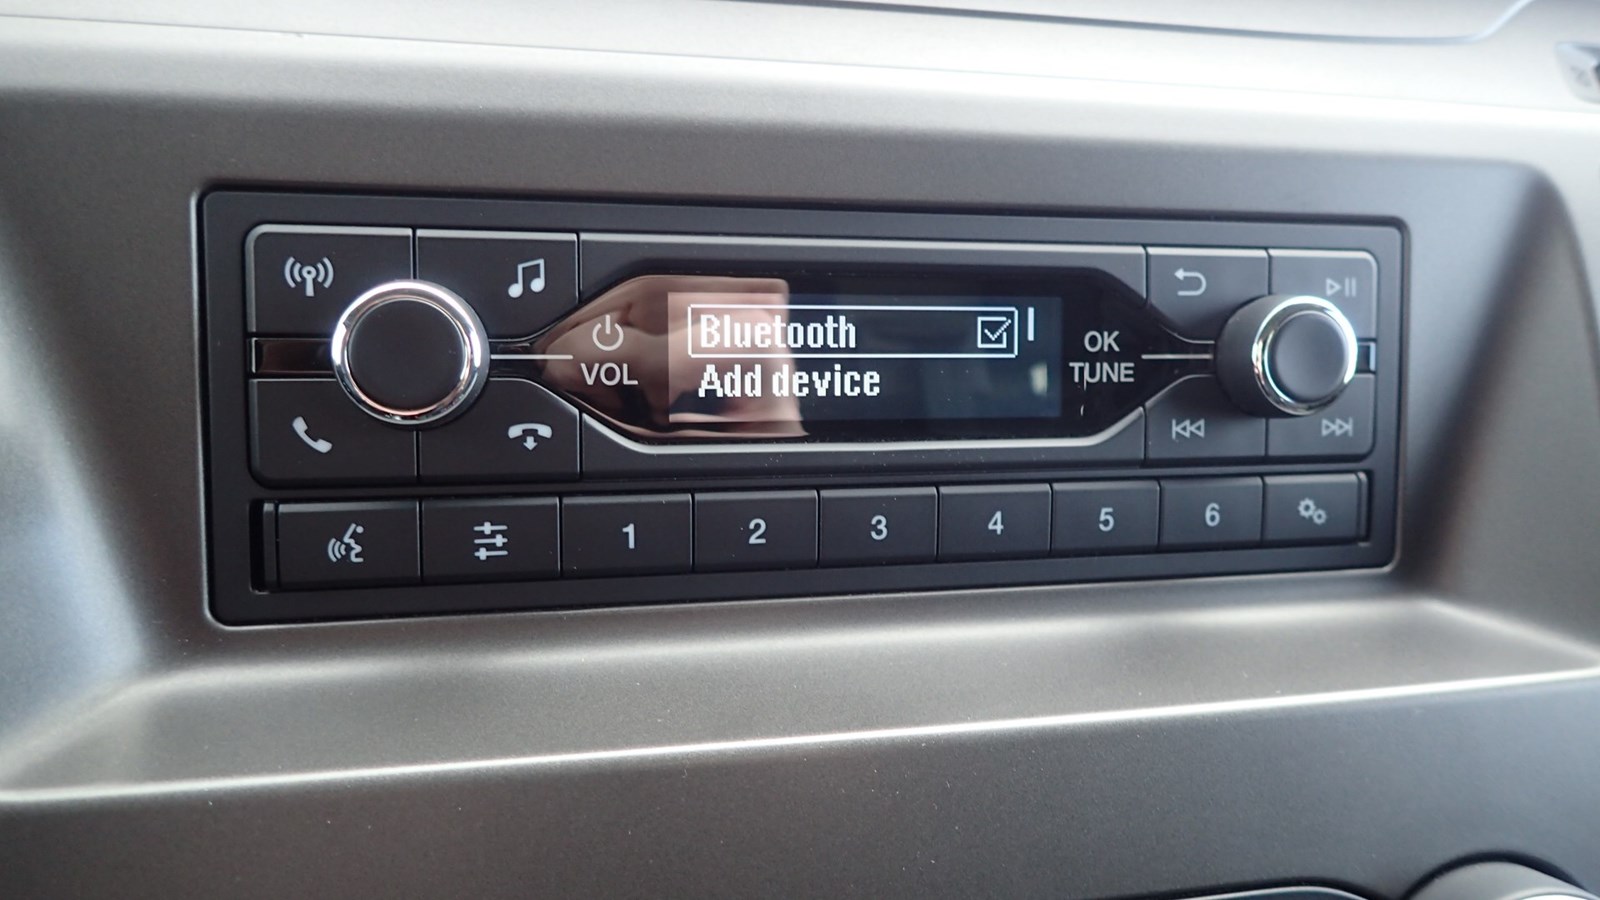 Bluetooth
Add device
VOL
OK
TUNE
1 2 3 4 5 6